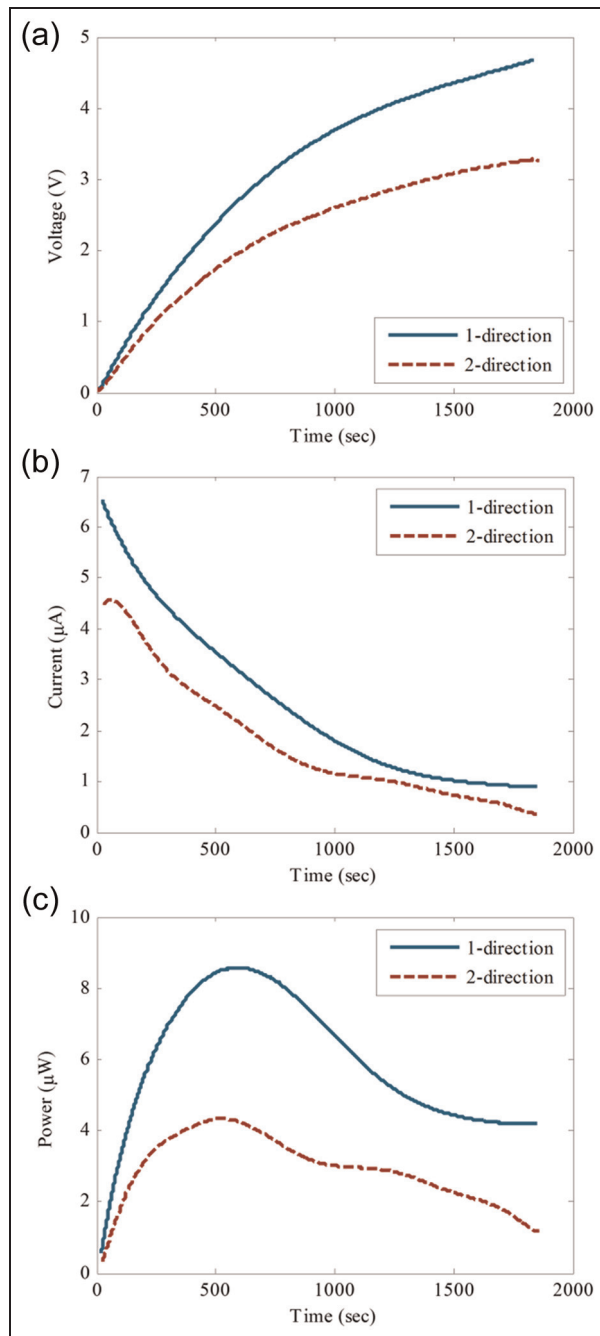 (a)
5
4
3
2
1
0
Voltage (V)
1-direction
2-direction
0
500
1000
1500
2000
Time (sec)
(b)
7
6
5
4
3
2
1
0
Current (μA)
1-direction
2-direction
0
500
1000
1500
2000
Time (sec)
(c)
10
8
6
4
2
0
Power (μW)
1-direction
2-direction
0
500
1000
1500
2000
Time (sec)